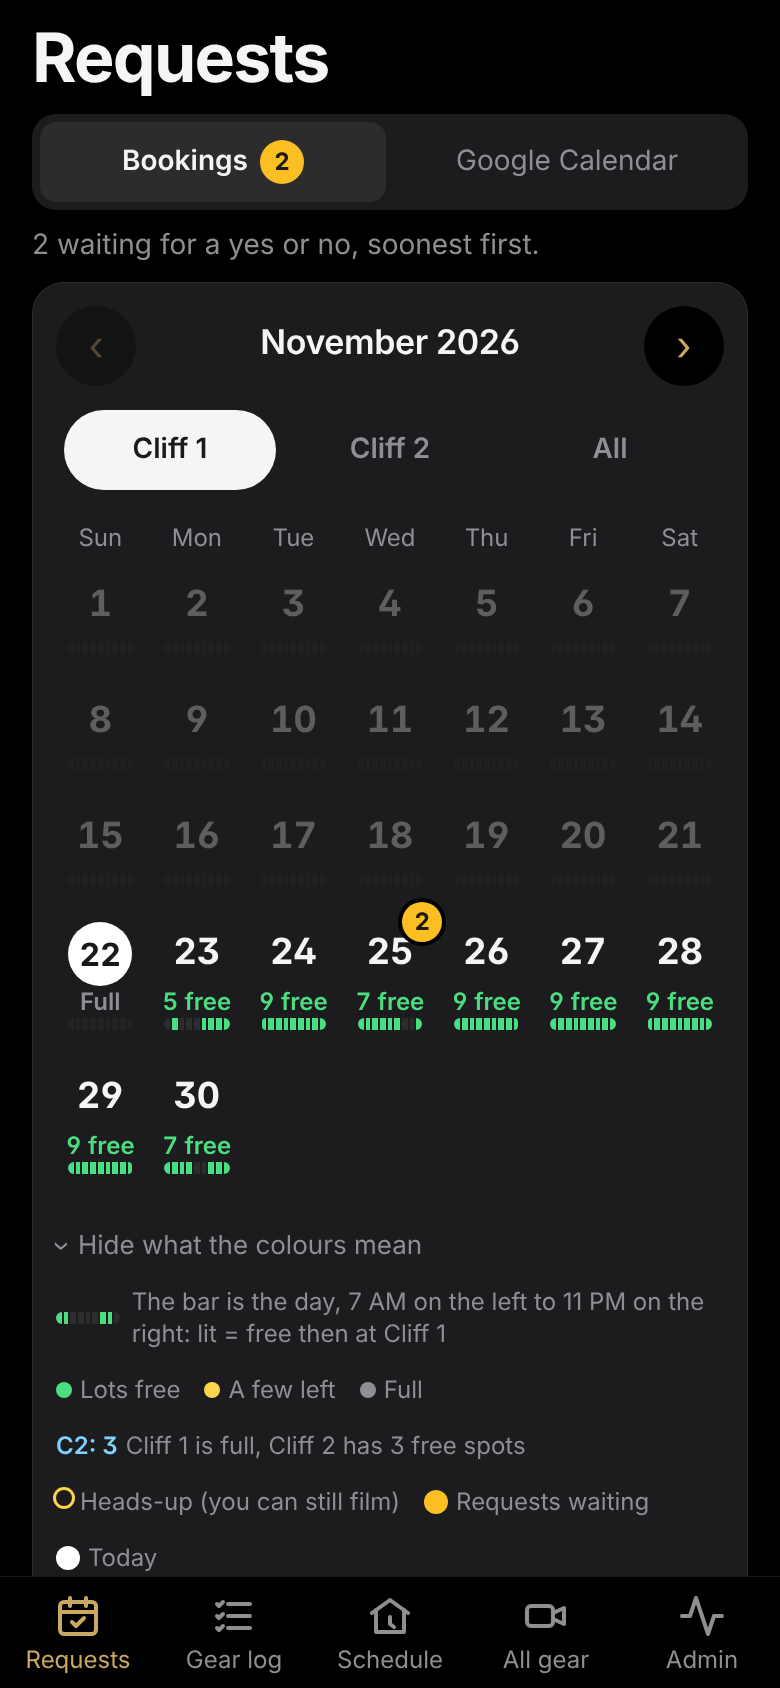 Requests
Bookings 2 Google Calendar
2 waiting for a yes or no, soonest first.
‹ November 2026 ›
Cliff 1 Cliff 2 All
Sun Mon Tue Wed Thu Fri Sat
1 2 3 4 5 6 7
8 9 10 11 12 13 14
15 16 17 18 19 20 21
2
22 23 24 25 26 27 28
Full 5 free 9 free 7 free 9 free 9 free 9 free
29 30
9 free 7 free
Hide what the colours mean
The bar is the day, 7 AM on the left to 11 PM on the
right: lit = free then at Cliff 1
Lots free A few left Full
C2: 3 Cliff 1 is full, Cliff 2 has 3 free spots
Heads-up (you can still film) Requests waiting
Today
Requests Gear log Schedule All gear Admin